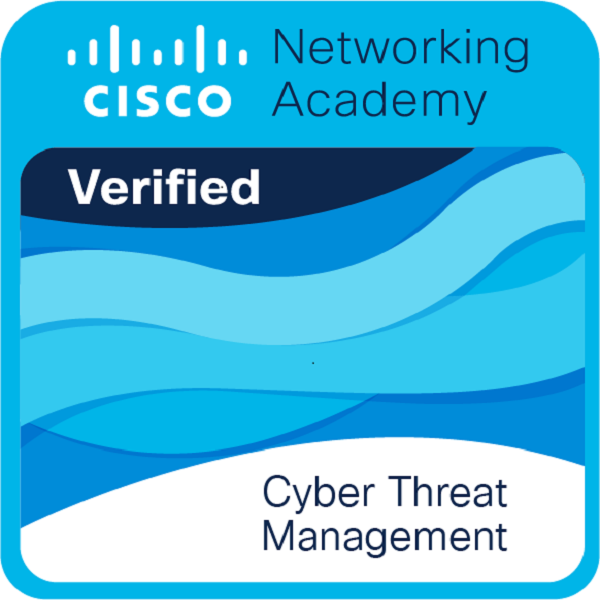 Networking
CISCO Academy
Verified
Cyber Threat
Management